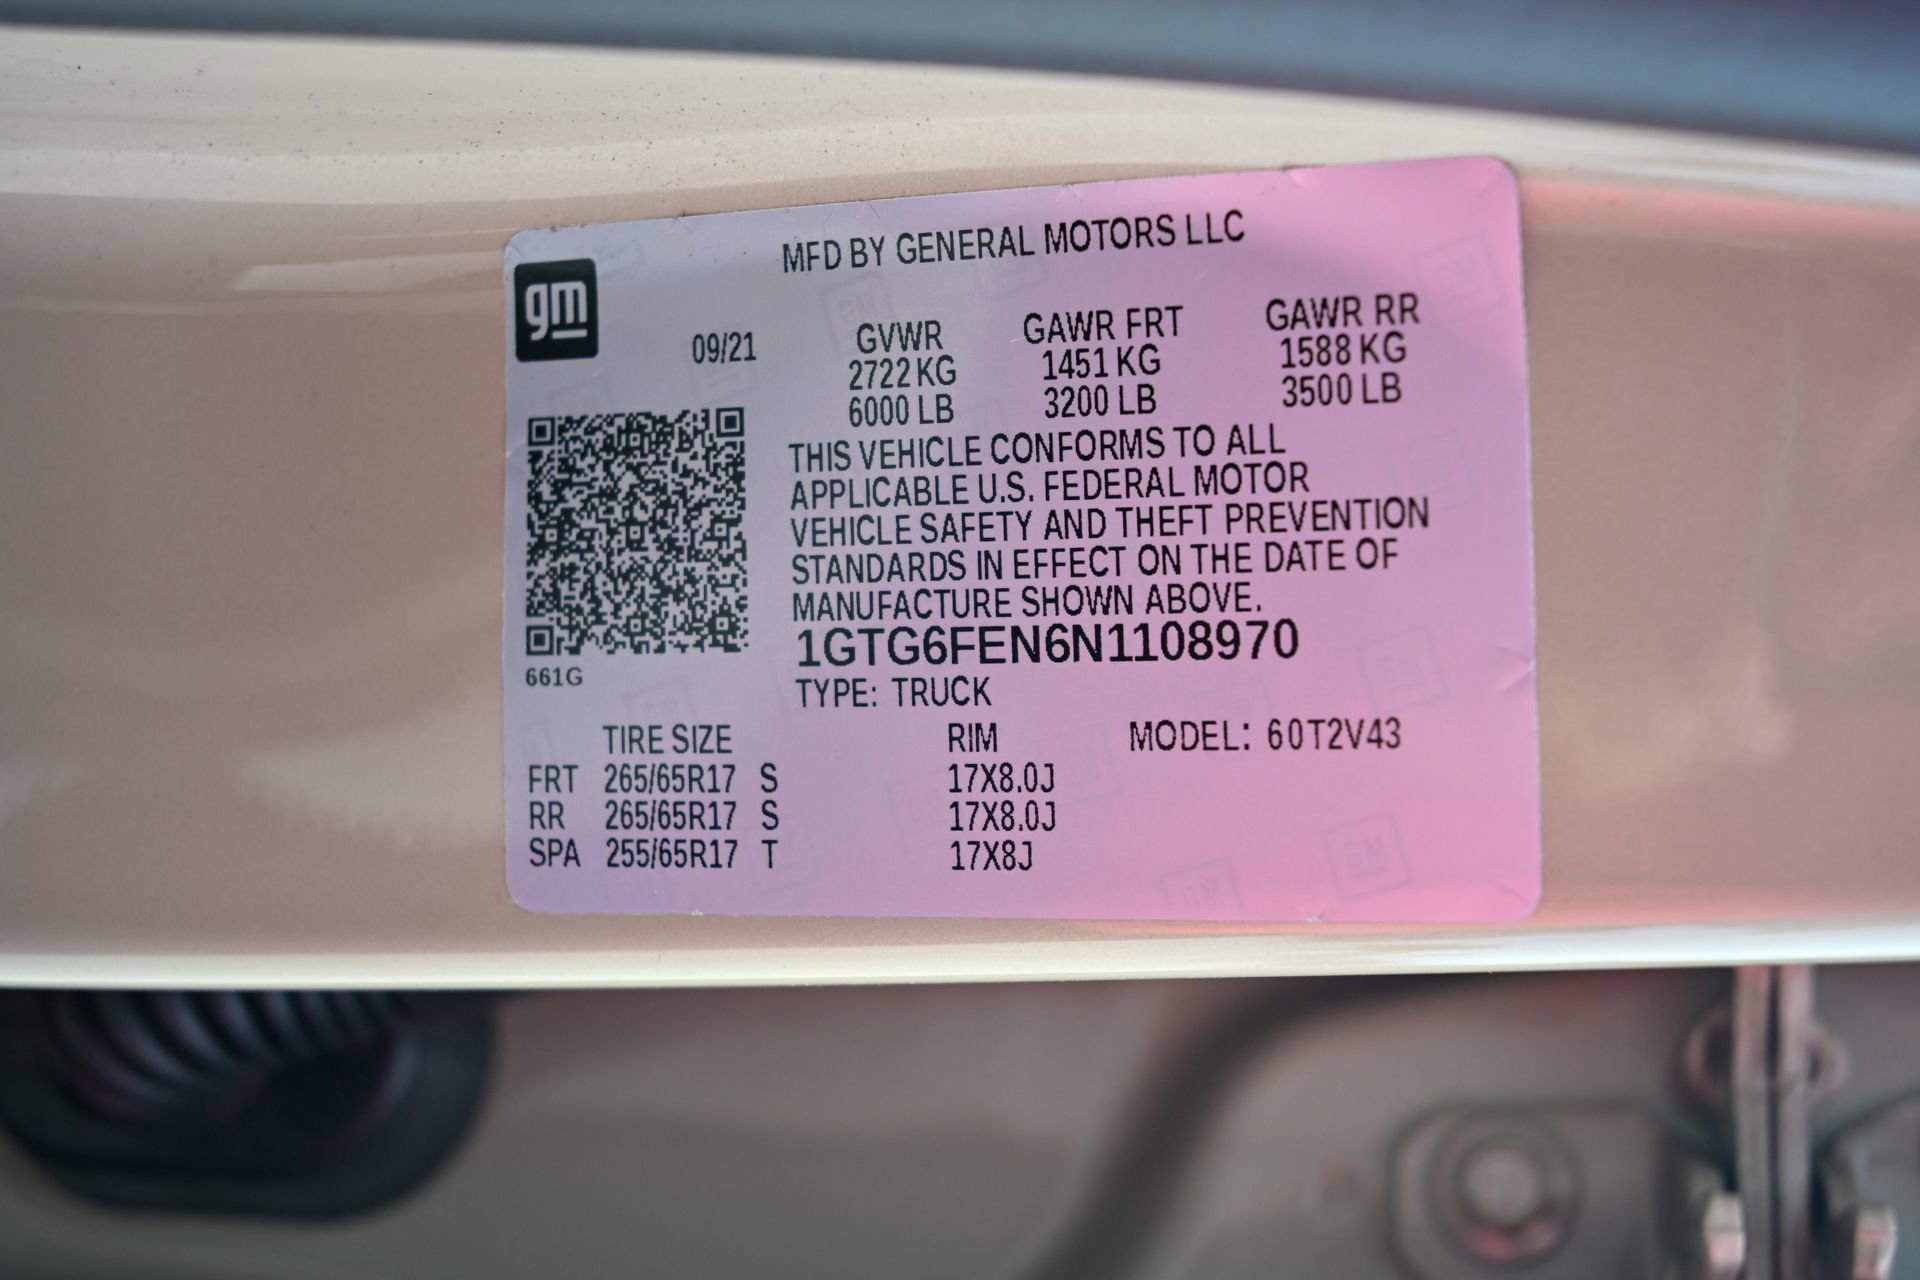 MFD BY GENERAL MOTORS LLC
gm
09/21 GVWR GAWR FRT GAWR RR
2722 KG 1451 KG 1588 KG
6000 LB 3200 LB 3500 LB
THIS VEHICLE CONFORMS TO ALL
APPLICABLE U.S. FEDERAL MOTOR
VEHICLE SAFETY AND THEFT PREVENTION
STANDARDS IN EFFECT ON THE DATE OF
MANUFACTURE SHOWN ABOVE.
1GTG6FEN6N1108970
661G
TYPE: TRUCK
TIRE SIZE RIM MODEL: 60T2V43
FRT 265/65R17 S 17X8.0J
RR 265/65R17 S 17X8.0J
SPA 255/65R17 T 17X8J